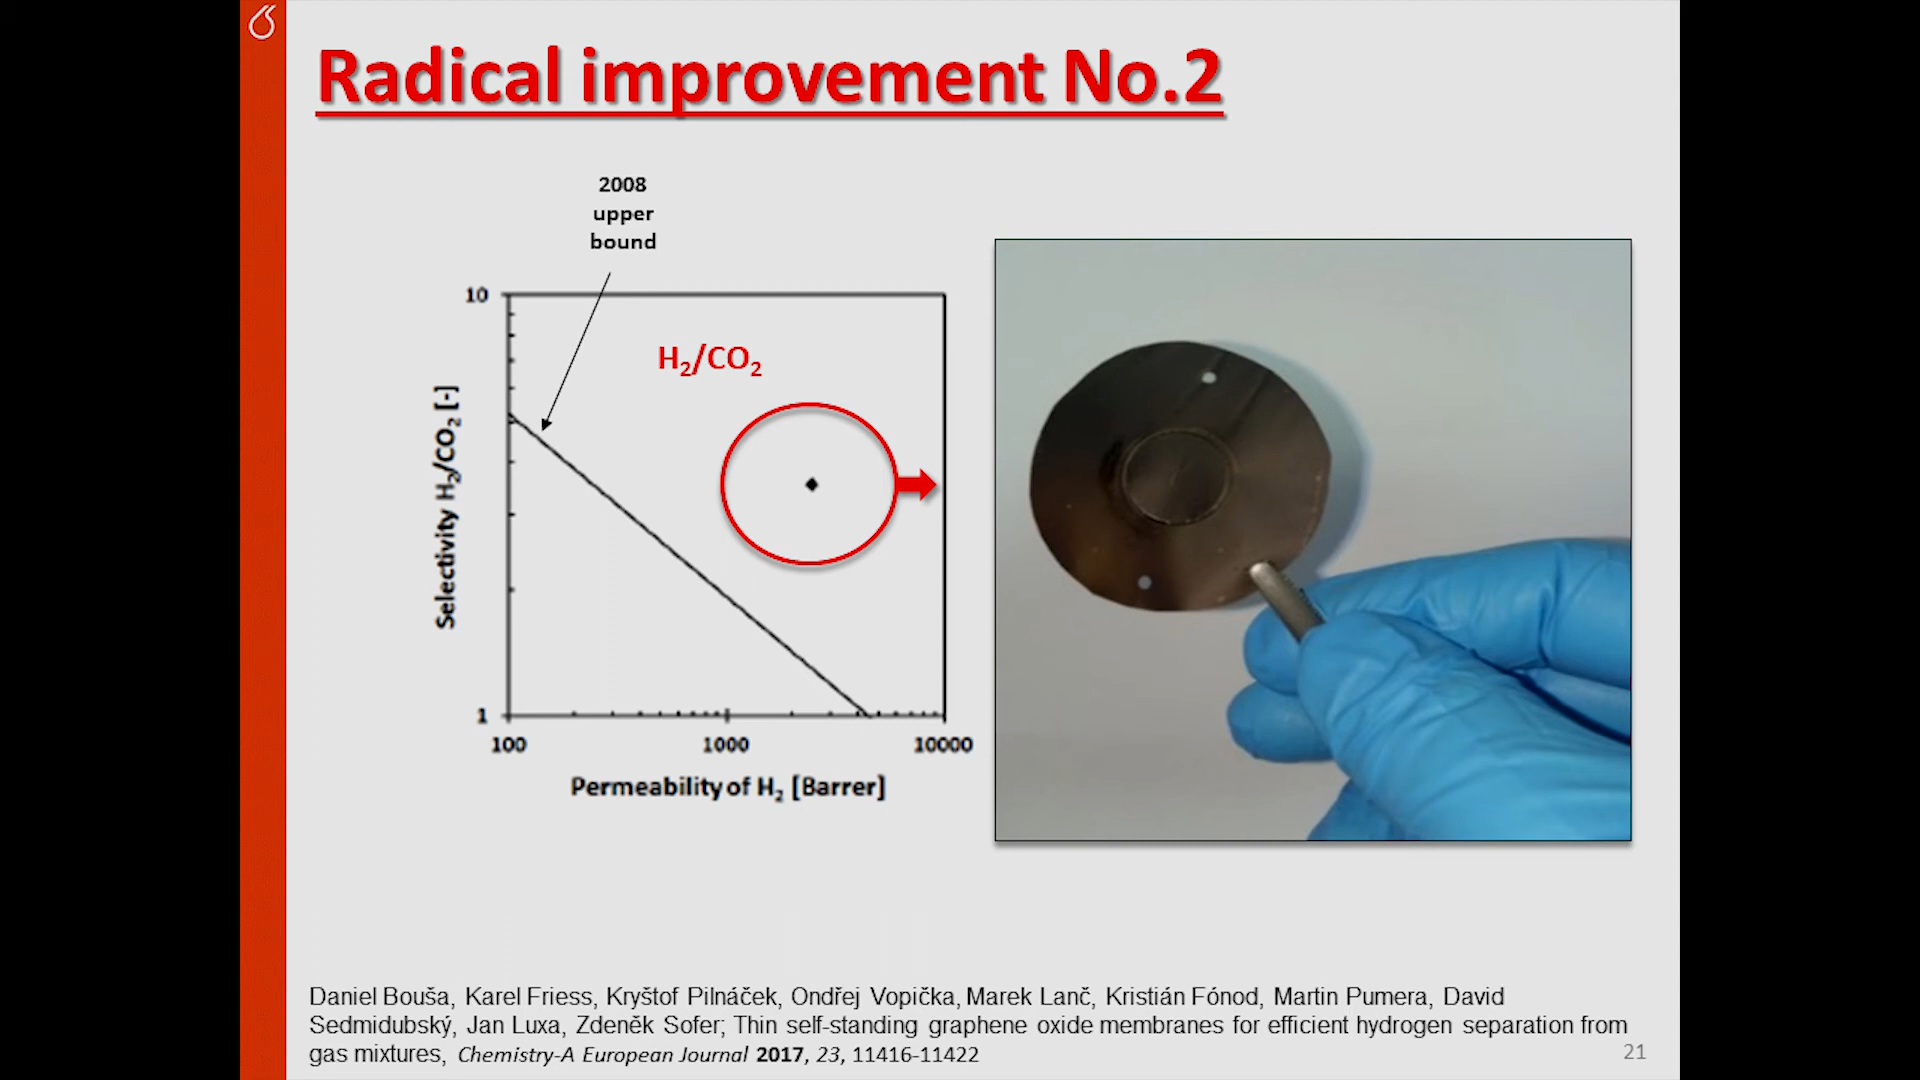 Radical improvement No.2
2008
upper
bound
10
H₂/CO₂
Selectivity H₂/CO₂ [-]
1
100 1000 10000
Permeability of H₂ [Barrer]
Daniel Bouša, Karel Friess, Kryštof Pilnáček, Ondřej Vopička, Marek Lanč, Kristián Fónod, Martin Pumera, David
Sedmidubský, Jan Luxa, Zdeněk Sofer; Thin self-standing graphene oxide membranes for efficient hydrogen separation from
gas mixtures, Chemistry-A European Journal 2017, 23, 11416-11422
21